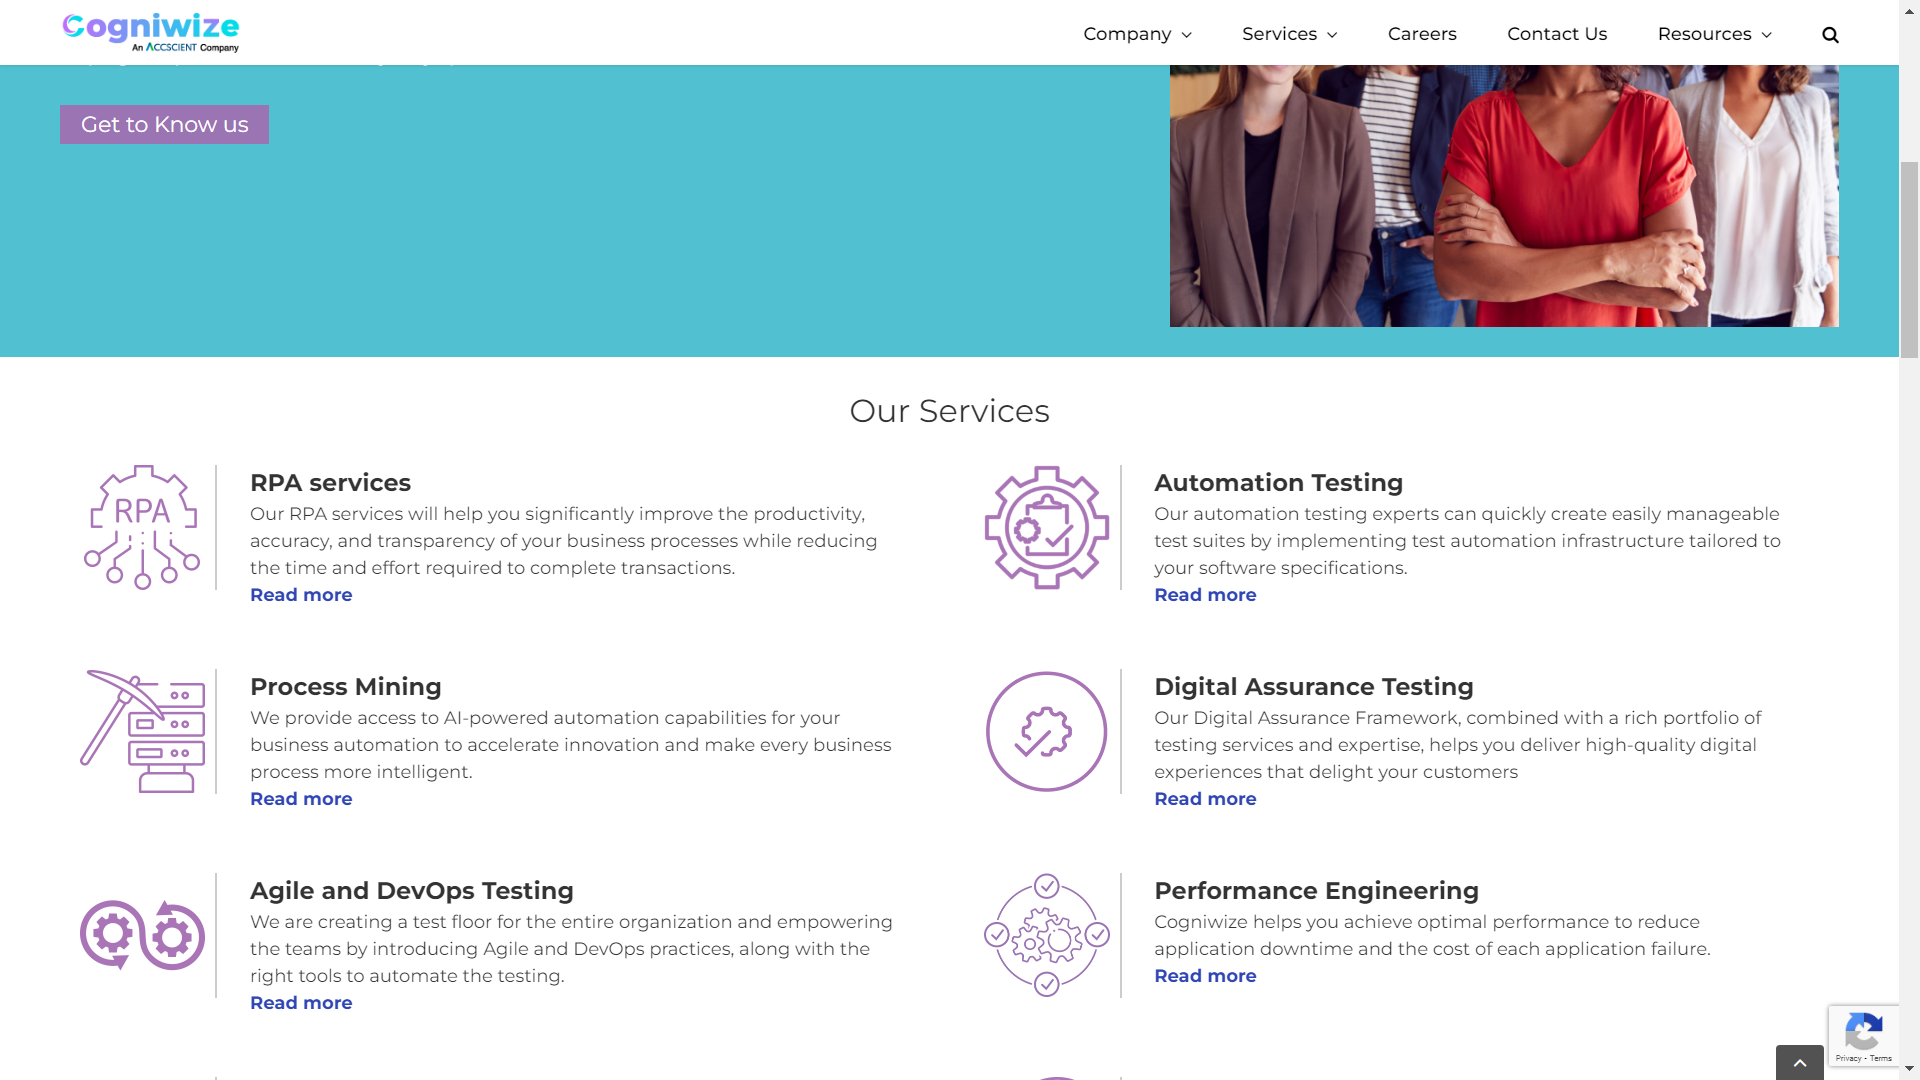 Cogniwize
An ACCSCIENT Company
Company
Services
Careers
Contact Us
Resources
Get to Know us
Our Services
RPA
RPA services
Our RPA services will help you significantly improve the productivity,
accuracy, and transparency of your business processes while reducing
the time and effort required to complete transactions.
Read more
Automation Testing
Our automation testing experts can quickly create easily manageable
test suites by implementing test automation infrastructure tailored to
your software specifications.
Read more
Process Mining
We provide access to AI-powered automation capabilities for your
business automation to accelerate innovation and make every business
process more intelligent.
Read more
Digital Assurance Testing
Our Digital Assurance Framework, combined with a rich portfolio of
testing services and expertise, helps you deliver high-quality digital
experiences that delight your customers
Read more
Agile and DevOps Testing
We are creating a test floor for the entire organization and empowering
the teams by introducing Agile and DevOps practices, along with the
right tools to automate the testing.
Read more
Performance Engineering
Cogniwize helps you achieve optimal performance to reduce
application downtime and the cost of each application failure.
Read more
Privacy - Terms